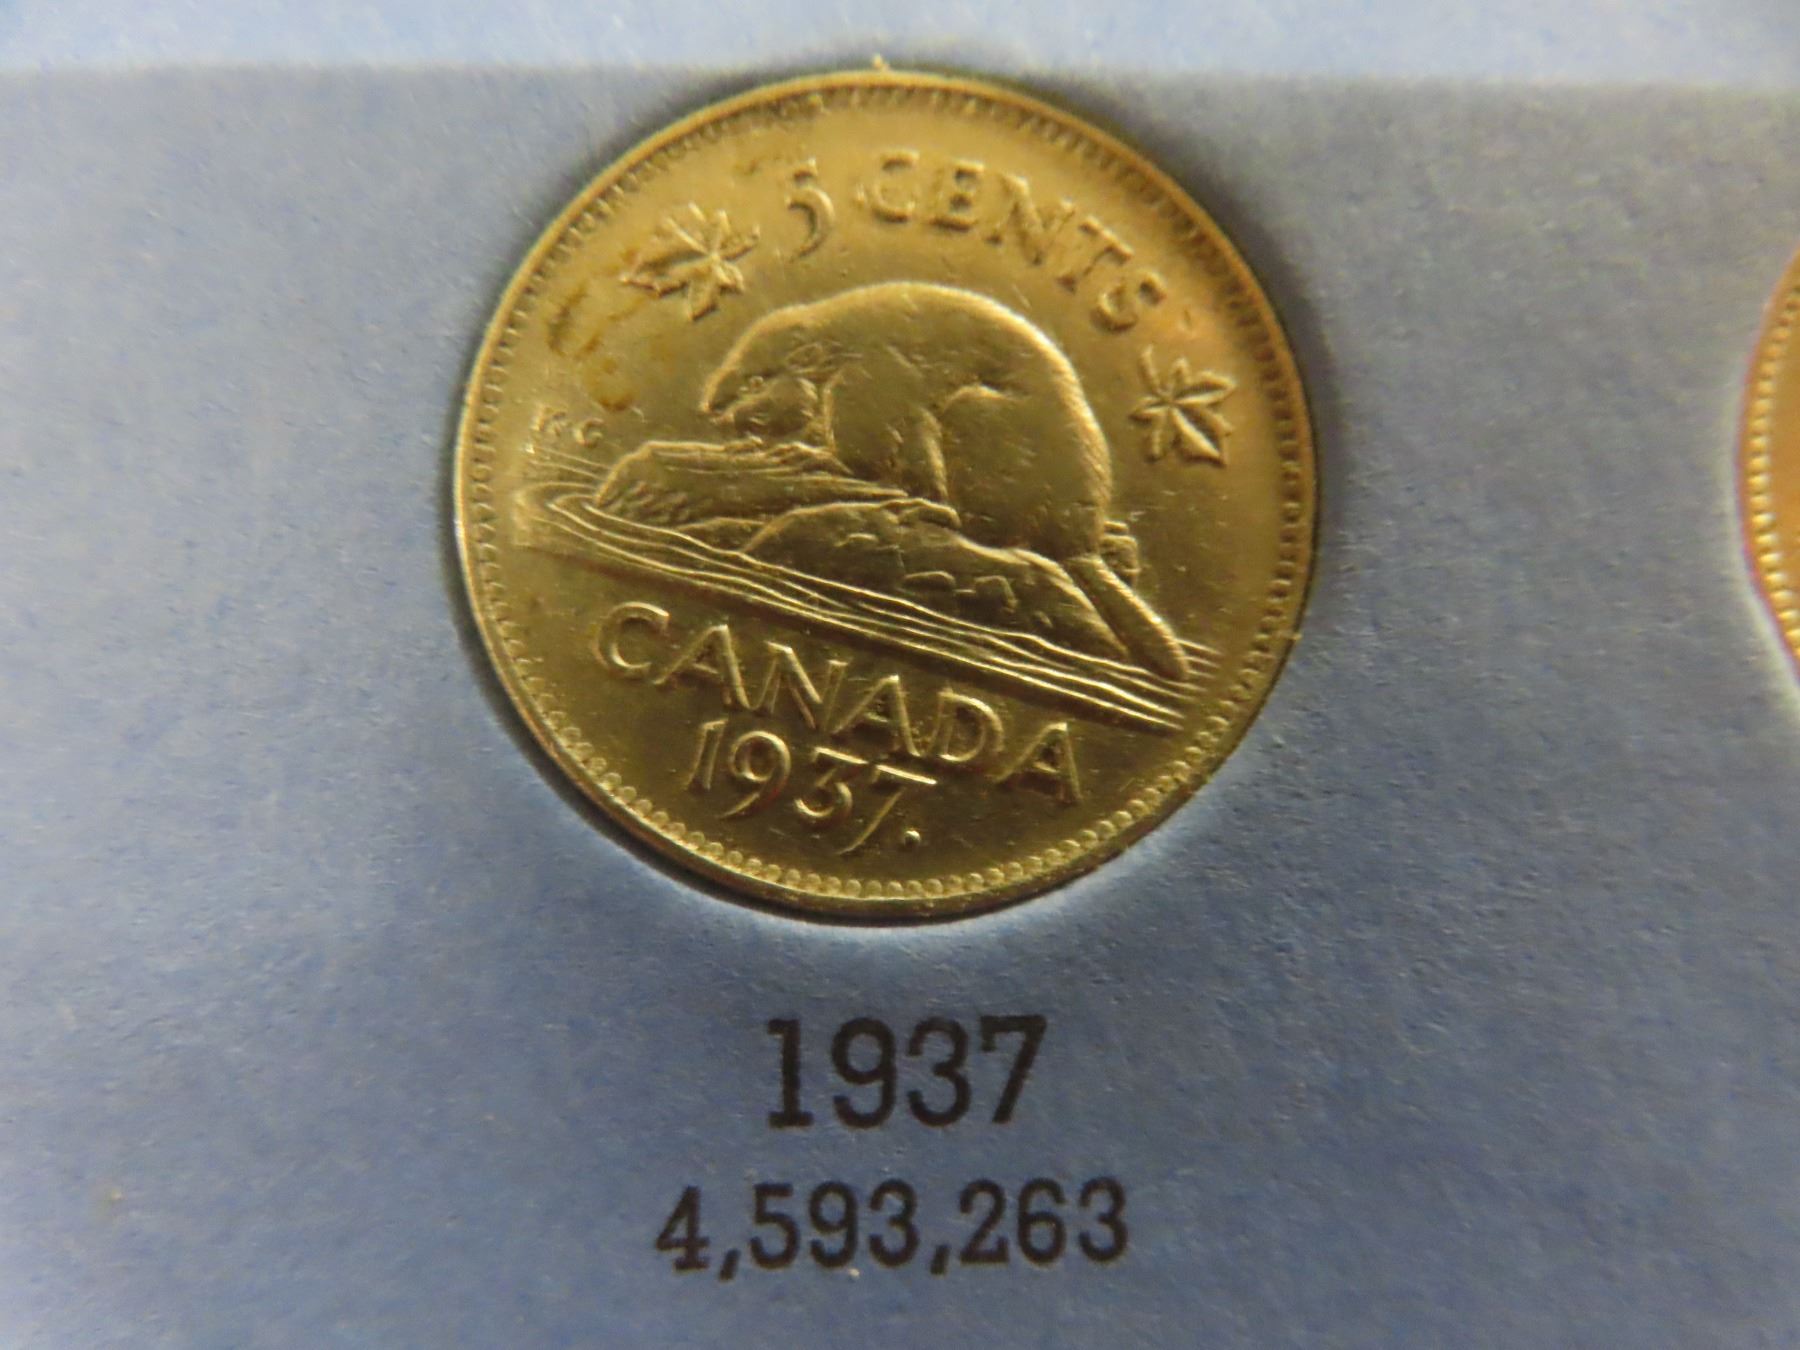 5 CENTS
KG
CANADA
1937.
1937
4,593,263